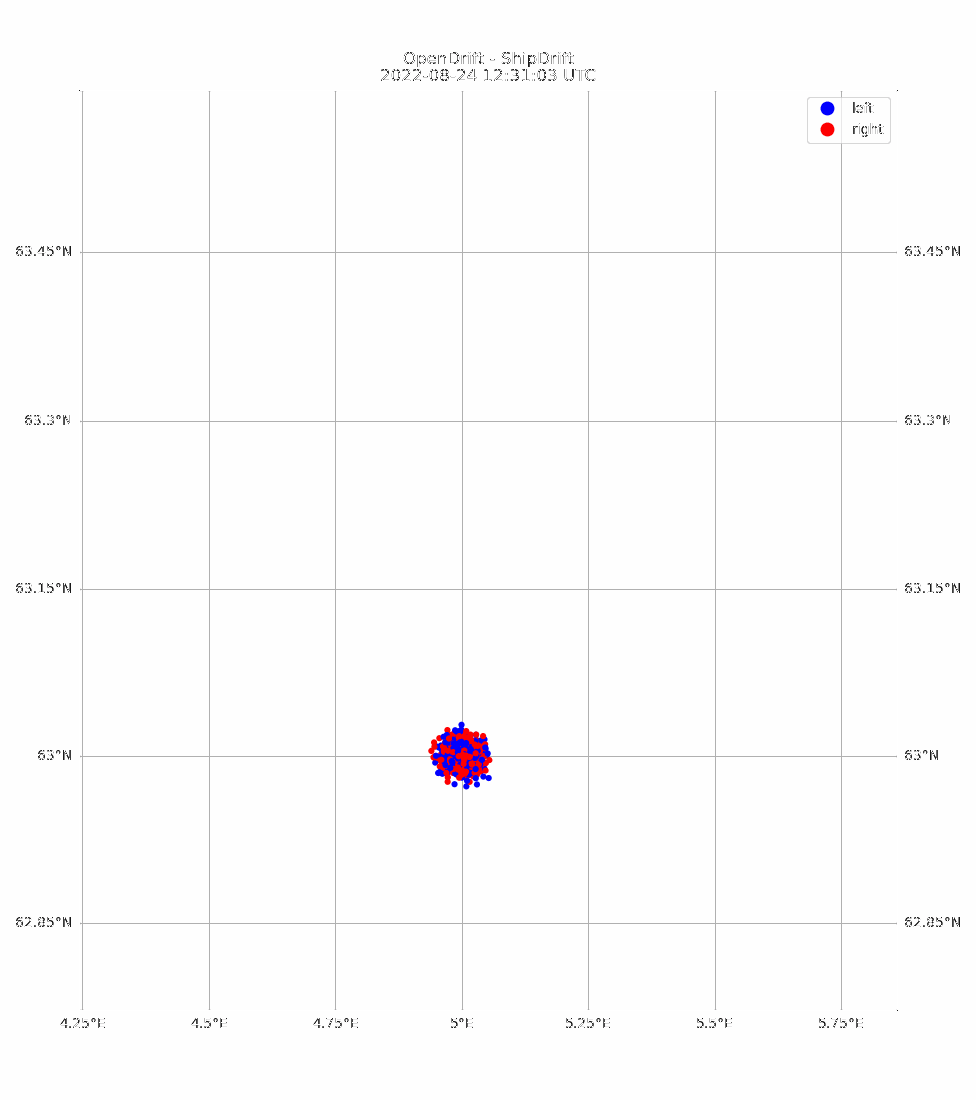 OpenDrift - ShipDrift
2022-08-24 12:31:03 UTC
left
right
63.45°N 63.45°N
63.3°N 63.3°N
63.15°N 63.15°N
63°N 63°N
62.85°N 62.85°N
4.25°E 4.5°E 4.75°E 5°E 5.25°E 5.5°E 5.75°E